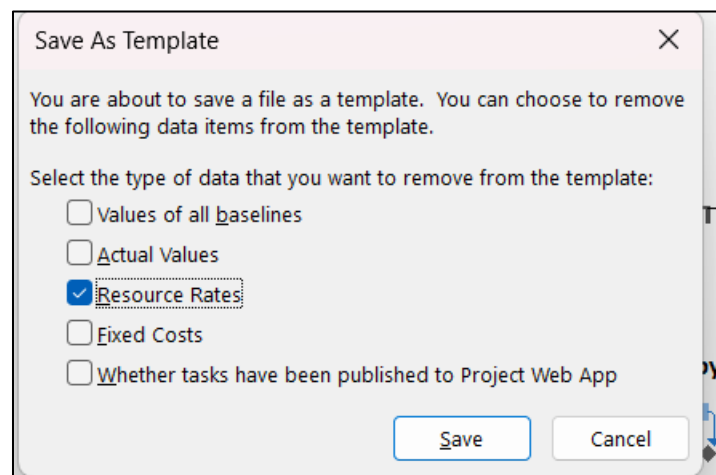 Save As Template
You are about to save a file as a template. You can choose to remove
the following data items from the template.
Select the type of data that you want to remove from the template:
Values of all baselines
Actual Values
Resource Rates
Fixed Costs
Whether tasks have been published to Project Web App
Save
Cancel